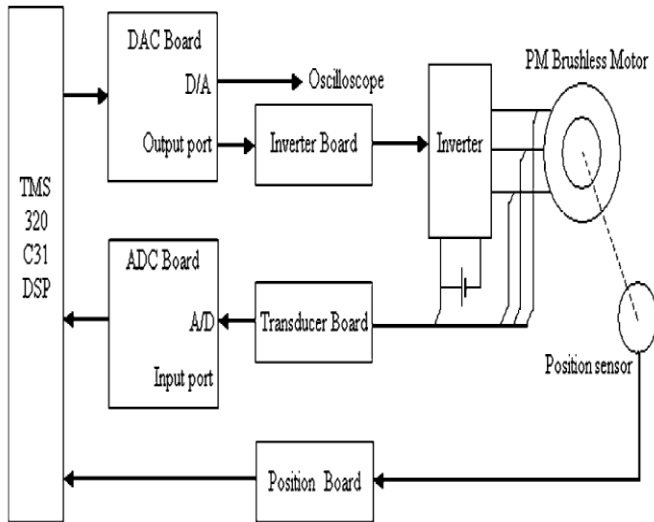 DAC Board
D/A
Oscilloscope
Output port
Inverter Board
Inverter
PM Brushless Motor
TMS
320
C31
DSP
ADC Board
A/D
Transducer Board
Input port
Position sensor
Position Board